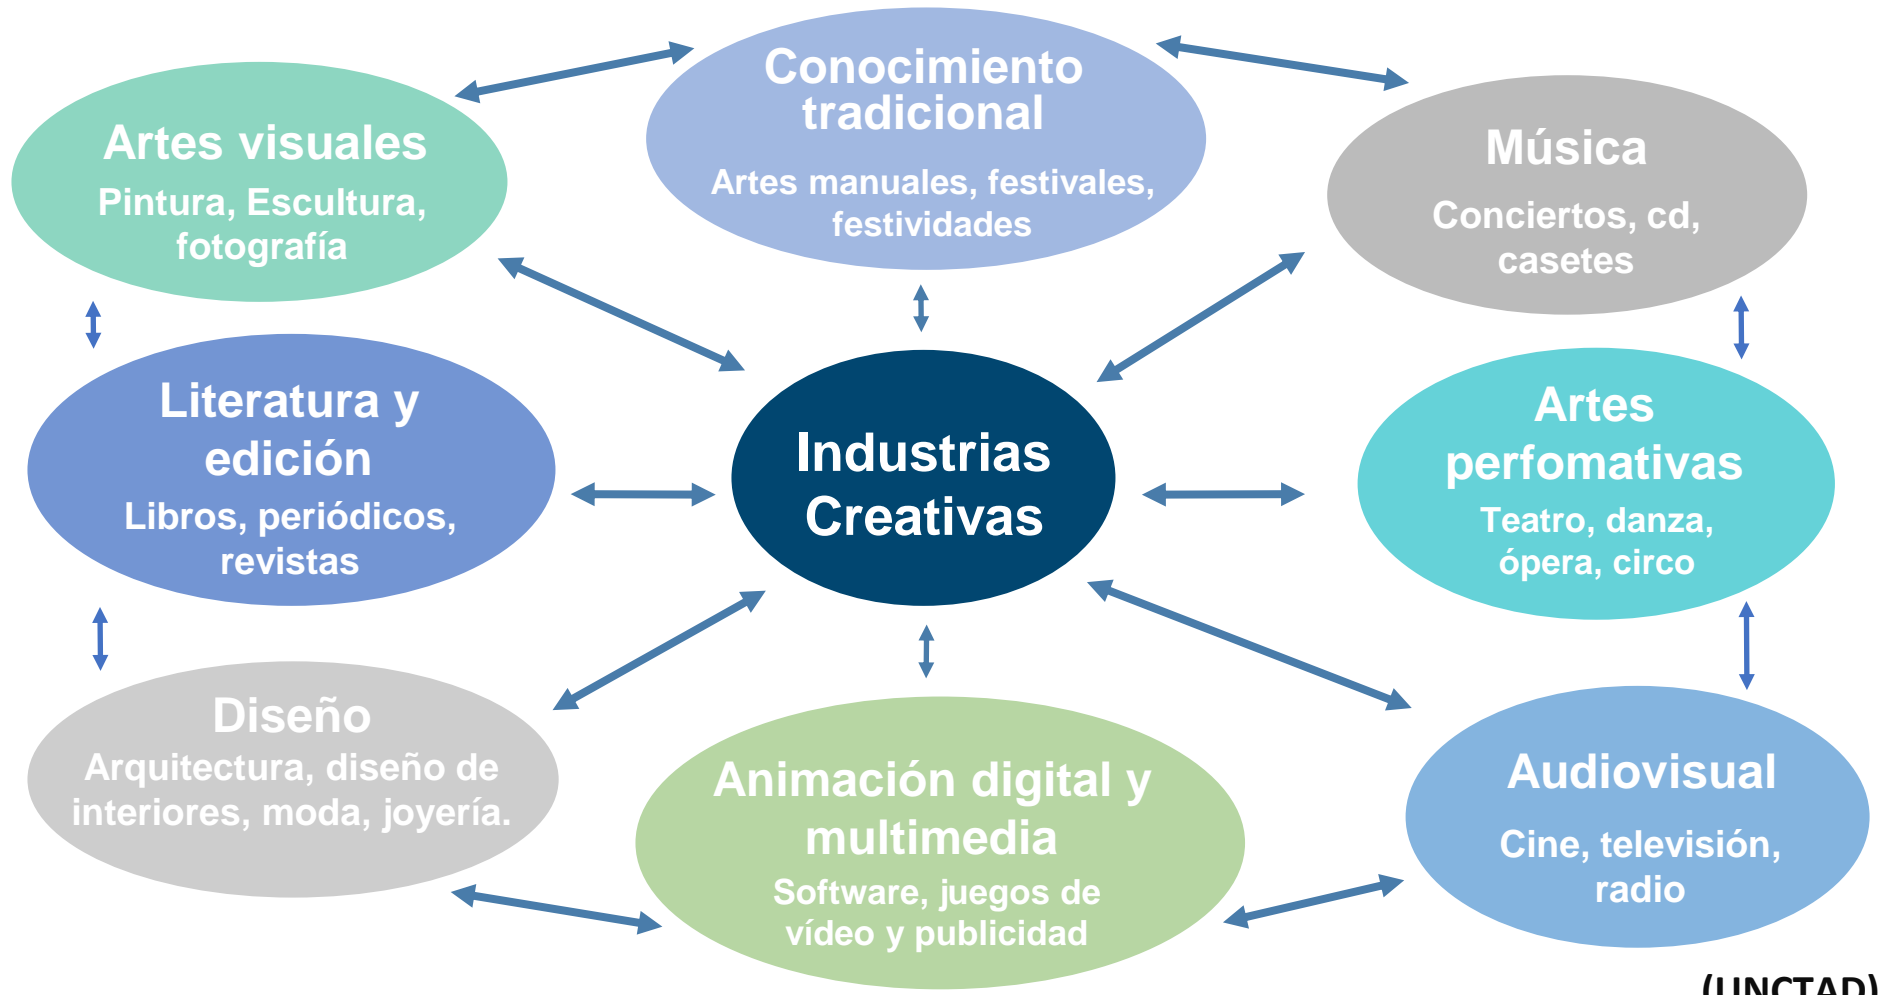 Conocimiento
tradicional
Artes manuales, festivales,
festividades
Artes visuales
Pintura, Escultura,
fotografía
Música
Conciertos, cd,
casetes
Literatura y
edición
Libros, periódicos,
revistas
Industrias
Creativas
Artes
perfomativas
Teatro, danza,
ópera, circo
Diseño
Arquitectura, diseño de
interiores, moda, joyería.
Animación digital y
multimedia
Software, juegos de
vídeo y publicidad
Audiovisual
Cine, televisión,
radio
(UNCTAD)